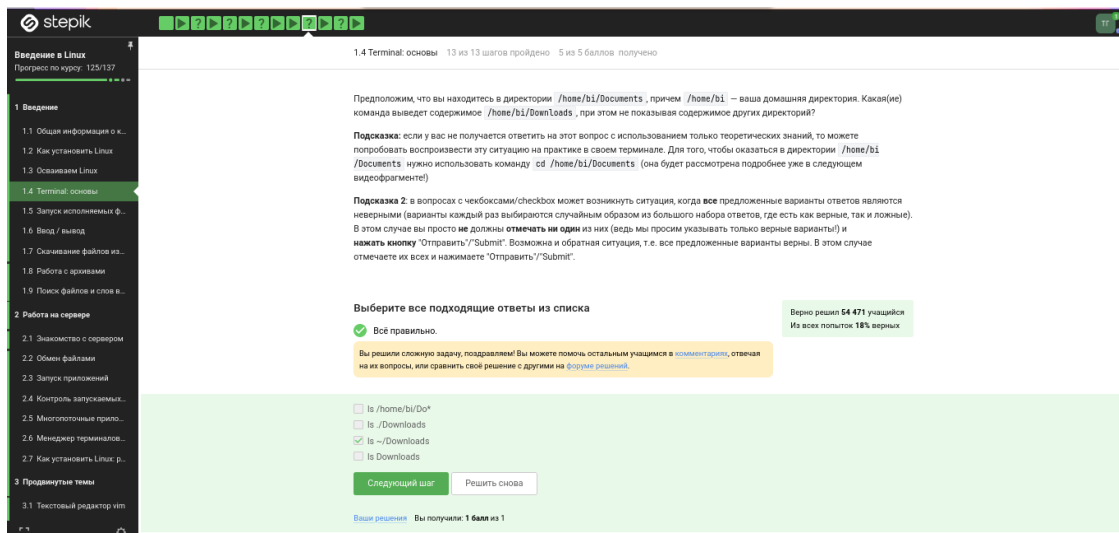 stepik
ТГ
Введение в Linux
Прогресс по курсу: 125/137
1 Введение
1.1 Общая информация о к...
1.2 Как установить Linux
1.3 Осваиваем Linux
1.4 Terminal: основы
1.5 Запуск исполняемых ф...
1.6 Ввод / вывод
1.7 Скачивание файлов из...
1.8 Работа с архивами
1.9 Поиск файлов и слов в...
2 Работа на сервере
2.1 Знакомство с сервером
2.2 Обмен файлами
2.3 Запуск приложений
2.4 Контроль запускаемых...
2.5 Многопоточные прило...
2.6 Менеджер терминалов...
2.7 Как установить Linux: р...
3 Продвинутые темы
3.1 Текстовый редактор vim
1.4 Terminal: основы 13 из 13 шагов пройдено 5 из 5 баллов получено
Предположим, что вы находитесь в директории /home/bi/Documents, причем /home/bi — ваша домашняя директория. Какая(ие)
команда выведет содержимое /home/bi/Downloads, при этом не показывая содержимое других директорий?
Подсказка: если у вас не получается ответить на этот вопрос с использованием только теоретических знаний, то можете
попробовать воспроизвести эту ситуацию на практике в своем терминале. Для того, чтобы оказаться в директории /home/bi
/Documents нужно использовать команду cd /home/bi/Documents (она будет рассмотрена подробнее уже в следующем
видеофрагменте!)
Подсказка 2: в вопросах с чекбоксами/checkbox может возникнуть ситуация, когда все предложенные варианты ответов являются
неверными (варианты каждый раз выбираются случайным образом из большого набора ответов, где есть как верные, так и ложные).
В этом случае вы просто не должны отмечать ни один из них (ведь мы просим указывать только верные варианты!) и
нажать кнопку "Отправить"/"Submit". Возможна и обратная ситуация, т.е. все предложенные варианты верны. В этом случае
отмечаете их всех и нажимаете "Отправить"/"Submit".
Выберите все подходящие ответы из списка
Верно решил 54 471 учащийся
Из всех попыток 18% верных
Всё правильно.
Вы решили сложную задачу, поздравляем! Вы можете помочь остальным учащимся в комментариях, отвечая
на их вопросы, или сравнить своё решение с другими на форуме решений.
ls /home/bi/Do*
ls ./Downloads
ls ~/Downloads
ls Downloads
Следующий шаг Решить снова
Ваши решения Вы получили: 1 балл из 1